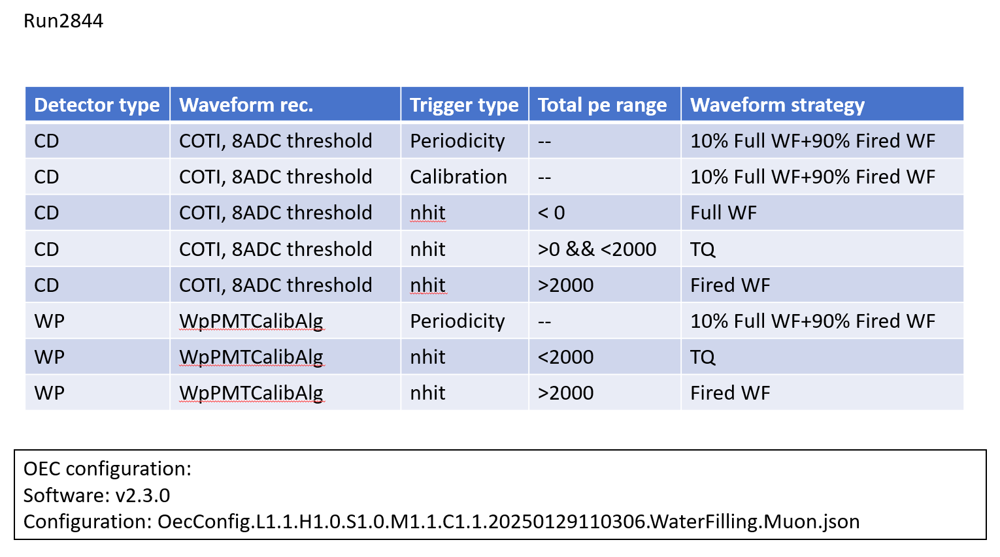 Run2844
Detector type Waveform rec. Trigger type Total pe range Waveform strategy
CD COTI, 8ADC threshold Periodicity -- 10% Full WF+90% Fired WF
CD COTI, 8ADC threshold Calibration -- 10% Full WF+90% Fired WF
CD COTI, 8ADC threshold nhit < 0 Full WF
CD COTI, 8ADC threshold nhit >0 && <2000 TQ
CD COTI, 8ADC threshold nhit >2000 Fired WF
WP WpPMTCalibAlg Periodicity -- 10% Full WF+90% Fired WF
WP WpPMTCalibAlg nhit <2000 TQ
WP WpPMTCalibAlg nhit >2000 Fired WF
OEC configuration:
Software: v2.3.0
Configuration: OecConfig.L1.1.H1.0.S1.0.M1.1.C1.1.20250129110306.WaterFilling.Muon.json